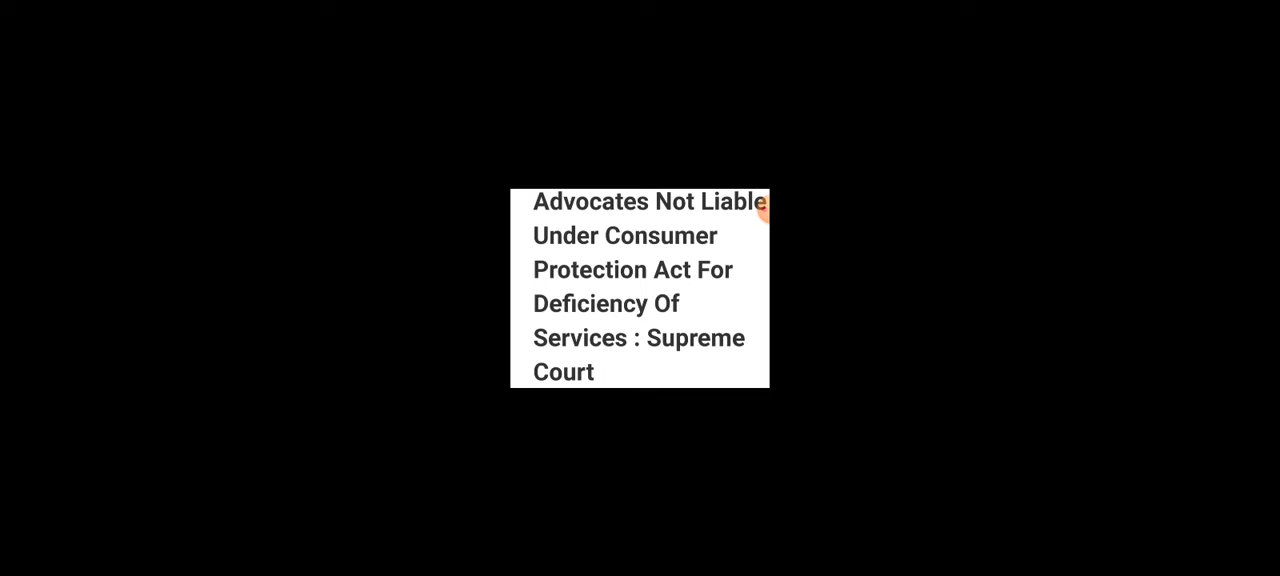 Advocates Not Liable
Under Consumer
Protection Act For
Deficiency Of
Services : Supreme
Court